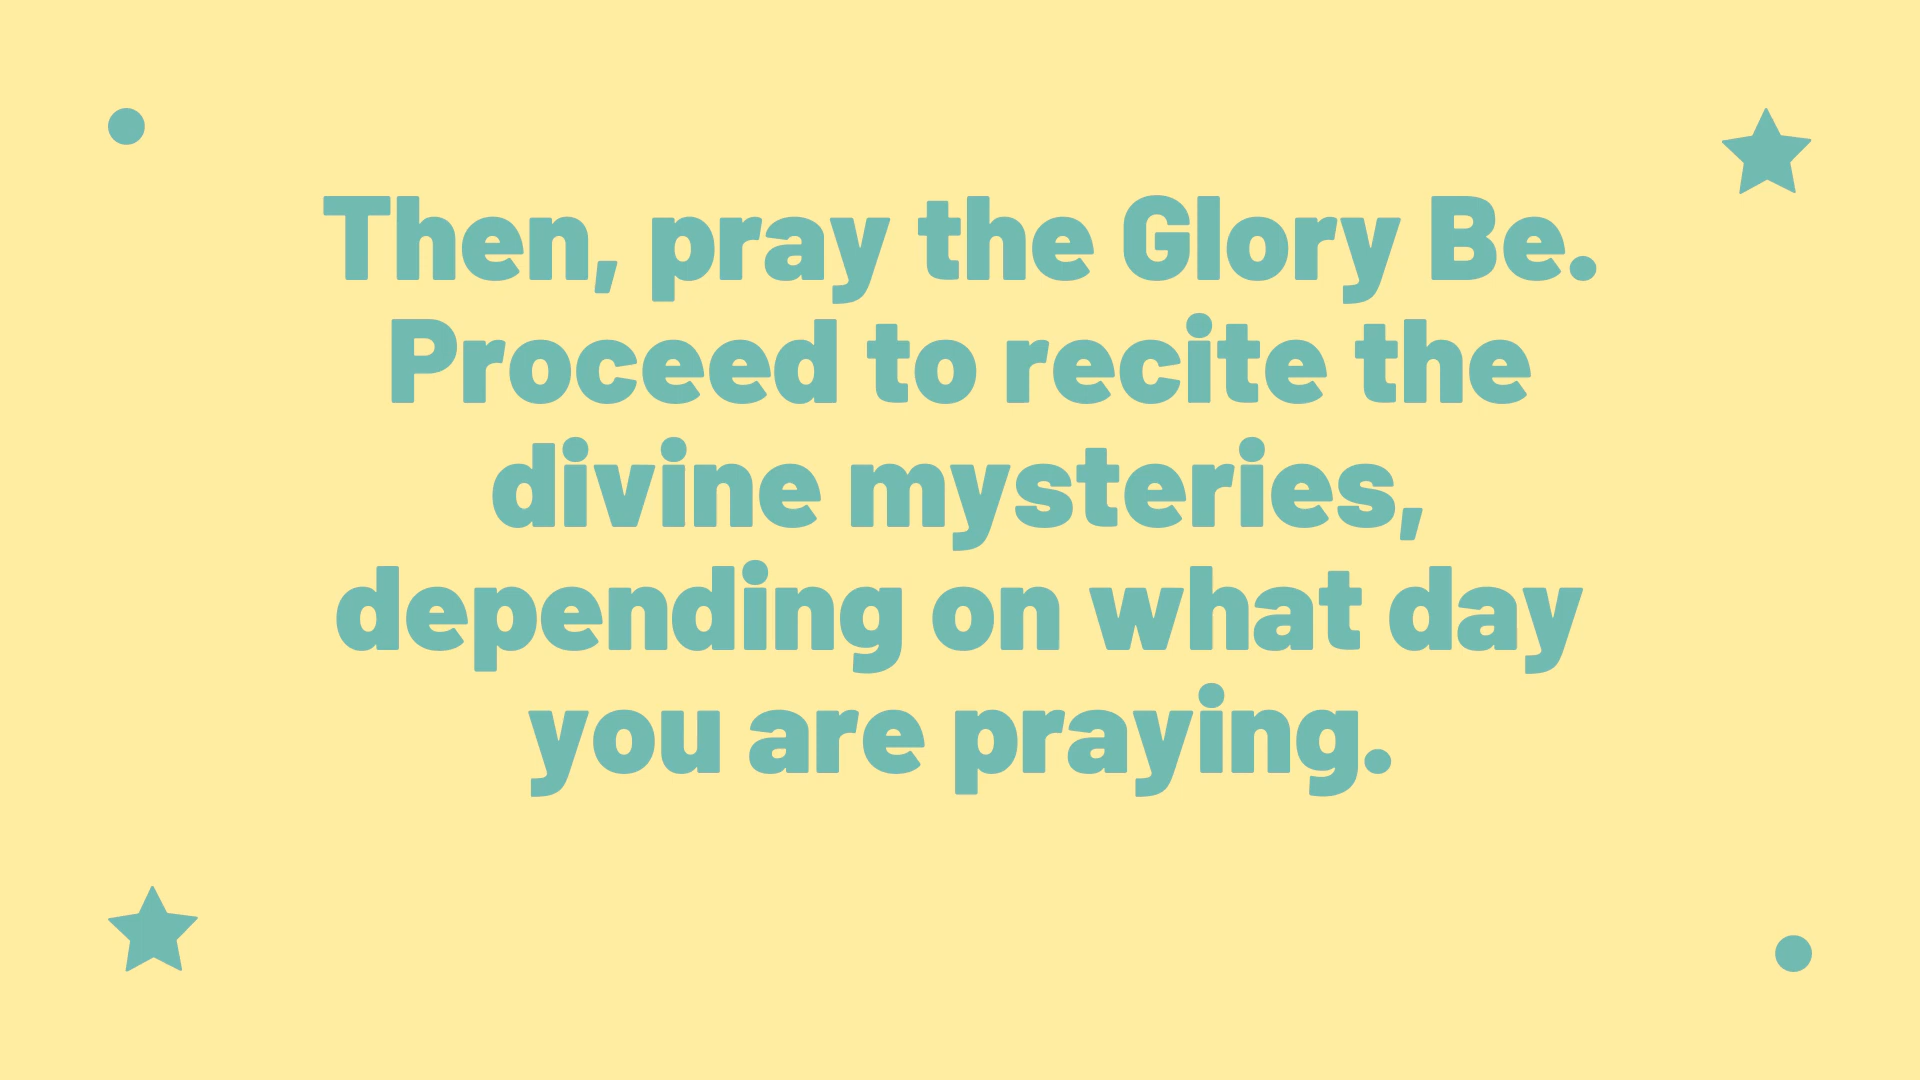 Then, pray the Glory Be.
Proceed to recite the
divine mysteries,
depending on what day
you are praying.